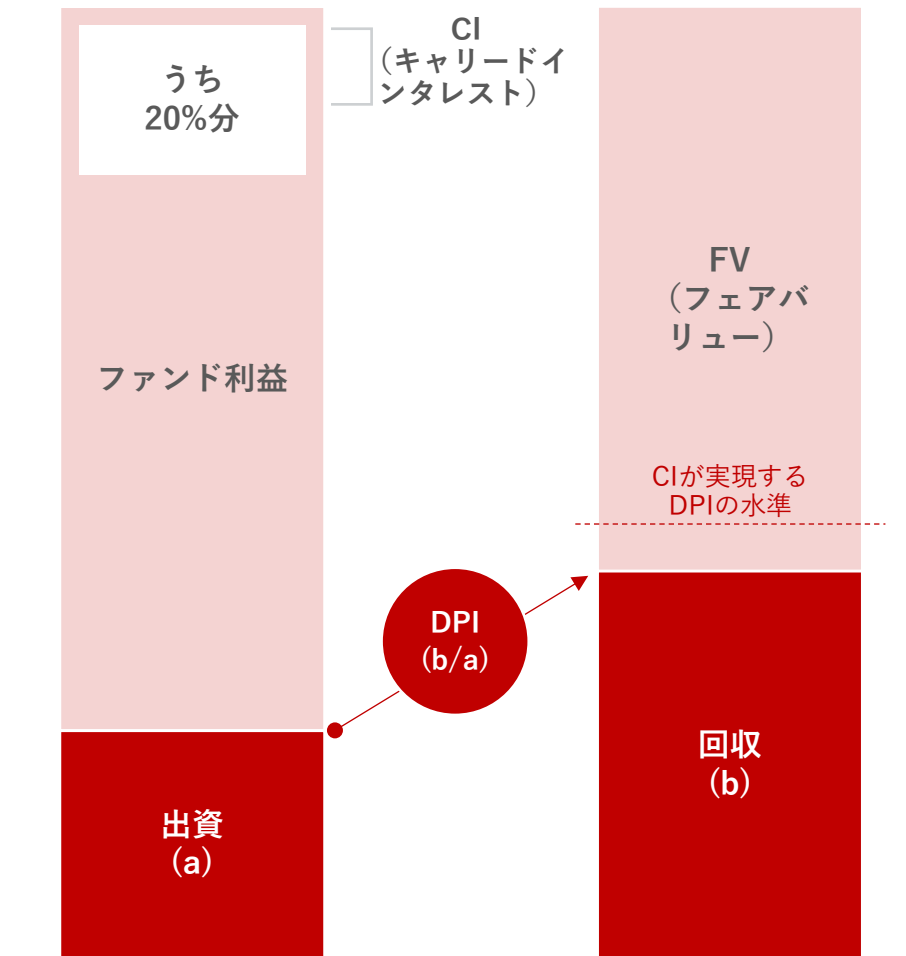 うち
20%分
CI
（キャリードイ
ンタレスト）
ファンド利益
出資
(a)
DPI
(b/a)
FV
（フェアバ
リュー）
CIが実現する
DPIの水準
回収
(b)